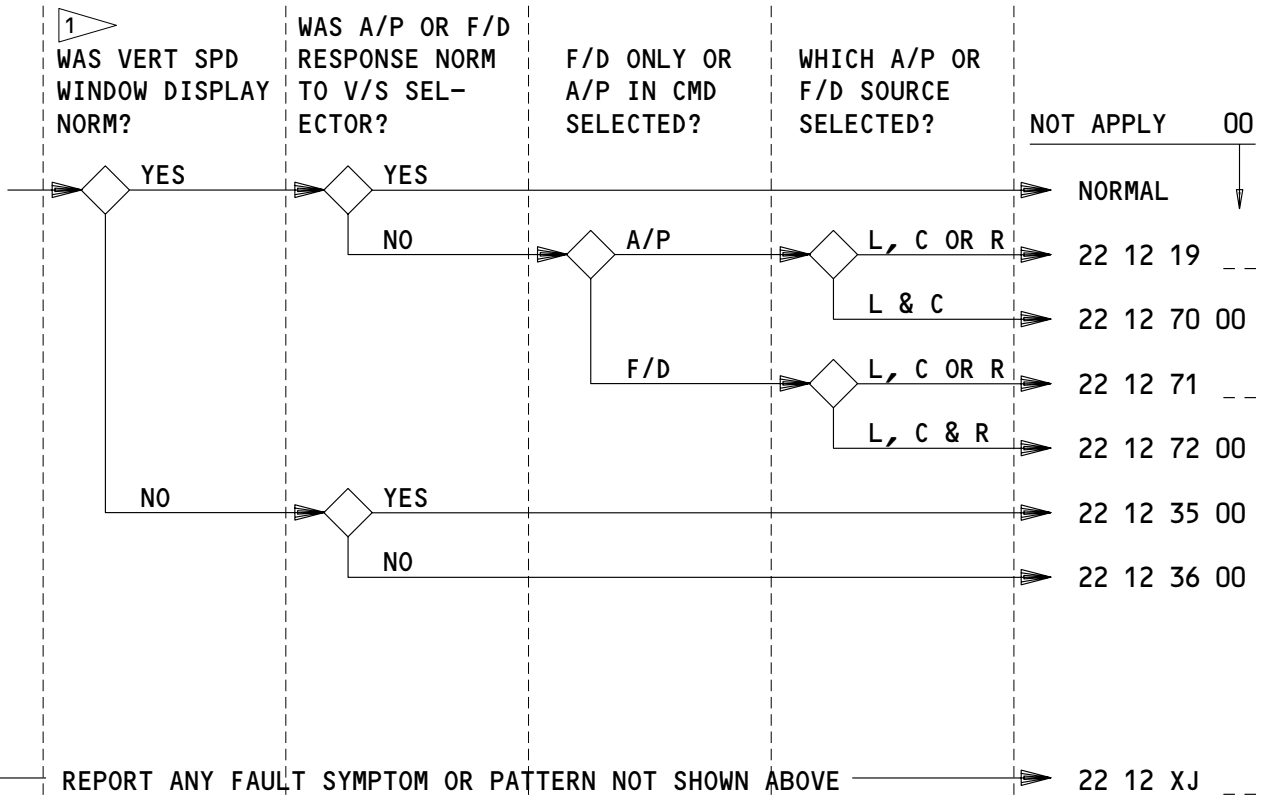 1
WAS VERT SPD
WINDOW DISPLAY
NORM?
WAS A/P OR F/D
RESPONSE NORM
TO V/S SEL-
ECTOR?
F/D ONLY OR
A/P IN CMD
SELECTED?
WHICH A/P OR
F/D SOURCE
SELECTED?
NOT APPLY 00
YES YES NORMAL
NO A/P L, C OR R 22 12 19 _ _
L & C 22 12 70 00
F/D L, C OR R 22 12 71 _ _
L, C & R 22 12 72 00
NO YES 22 12 35 00
NO 22 12 36 00
REPORT ANY FAULT SYMPTOM OR PATTERN NOT SHOWN ABOVE 22 12 XJ _ _